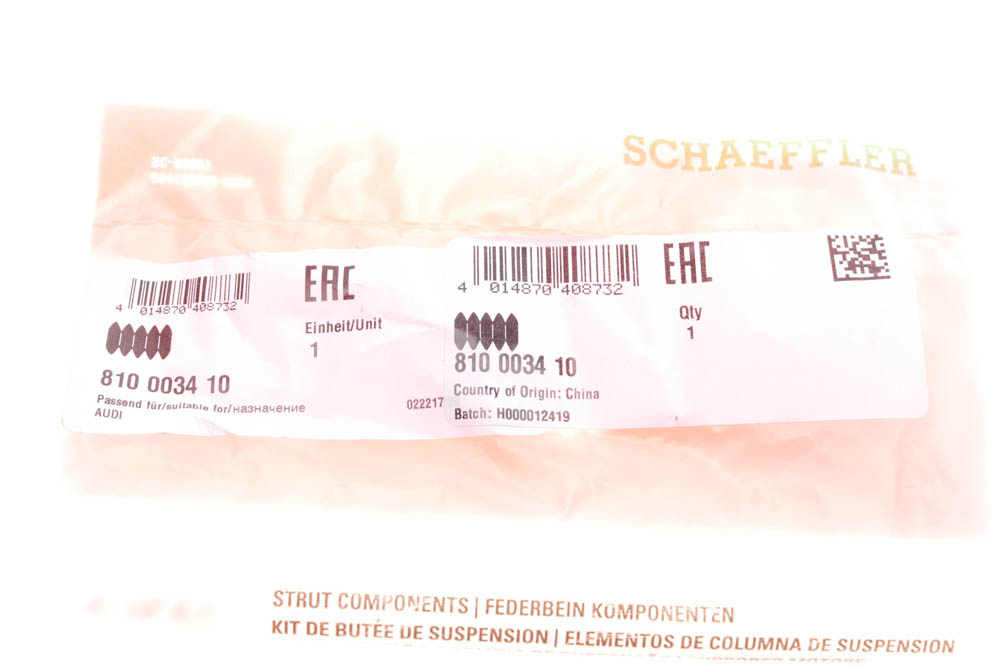 SCHAEFFLER
EAC
4 014870 408732
Einheit/Unit
1
810 0034 10
Passend für/suitable for/назначение
AUDI
022217
EAC
4 014870 408732
Qty
1
810 0034 10
Country of Origin: China
Batch: H000012419
STRUT COMPONENTS | FEDERBEIN KOMPONENTEN
KIT DE BUTÉE DE SUSPENSION | ELEMENTOS DE COLUMNA DE SUSPENSION